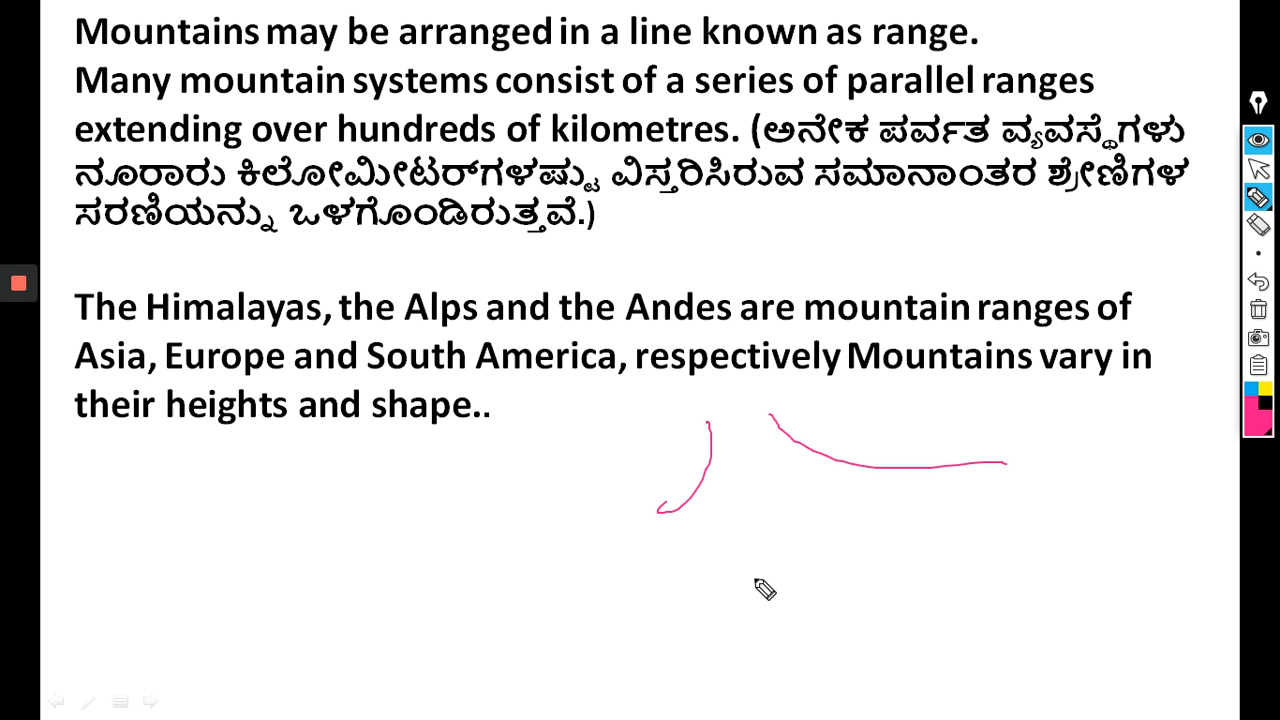 Mountains may be arranged in a line known as range.
Many mountain systems consist of a series of parallel ranges
extending over hundreds of kilometres. (ಅನೇಕ ಪರ್ವತ ವ್ಯವಸ್ಥೆಗಳು
ನೂರಾರು ಕಿಲೋಮೀಟರ್‌ಗಳಷ್ಟು ವಿಸ್ತರಿಸಿರುವ ಸಮಾನಾಂತರ ಶ್ರೇಣಿಗಳ
ಸರಣಿಯನ್ನು ಒಳಗೊಂಡಿರುತ್ತವೆ.)
The Himalayas, the Alps and the Andes are mountain ranges of
Asia, Europe and South America, respectively Mountains vary in
their heights and shape..